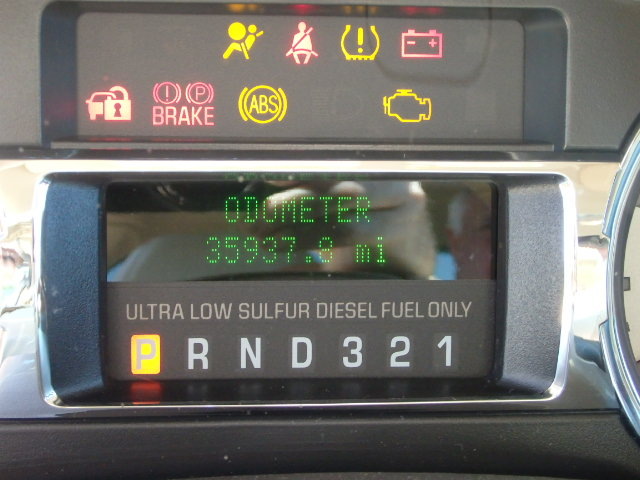 ABS
BRAKE
ODOMETER
35937.8 mi
ULTRA LOW SULFUR DIESEL FUEL ONLY
P R N D 3 2 1